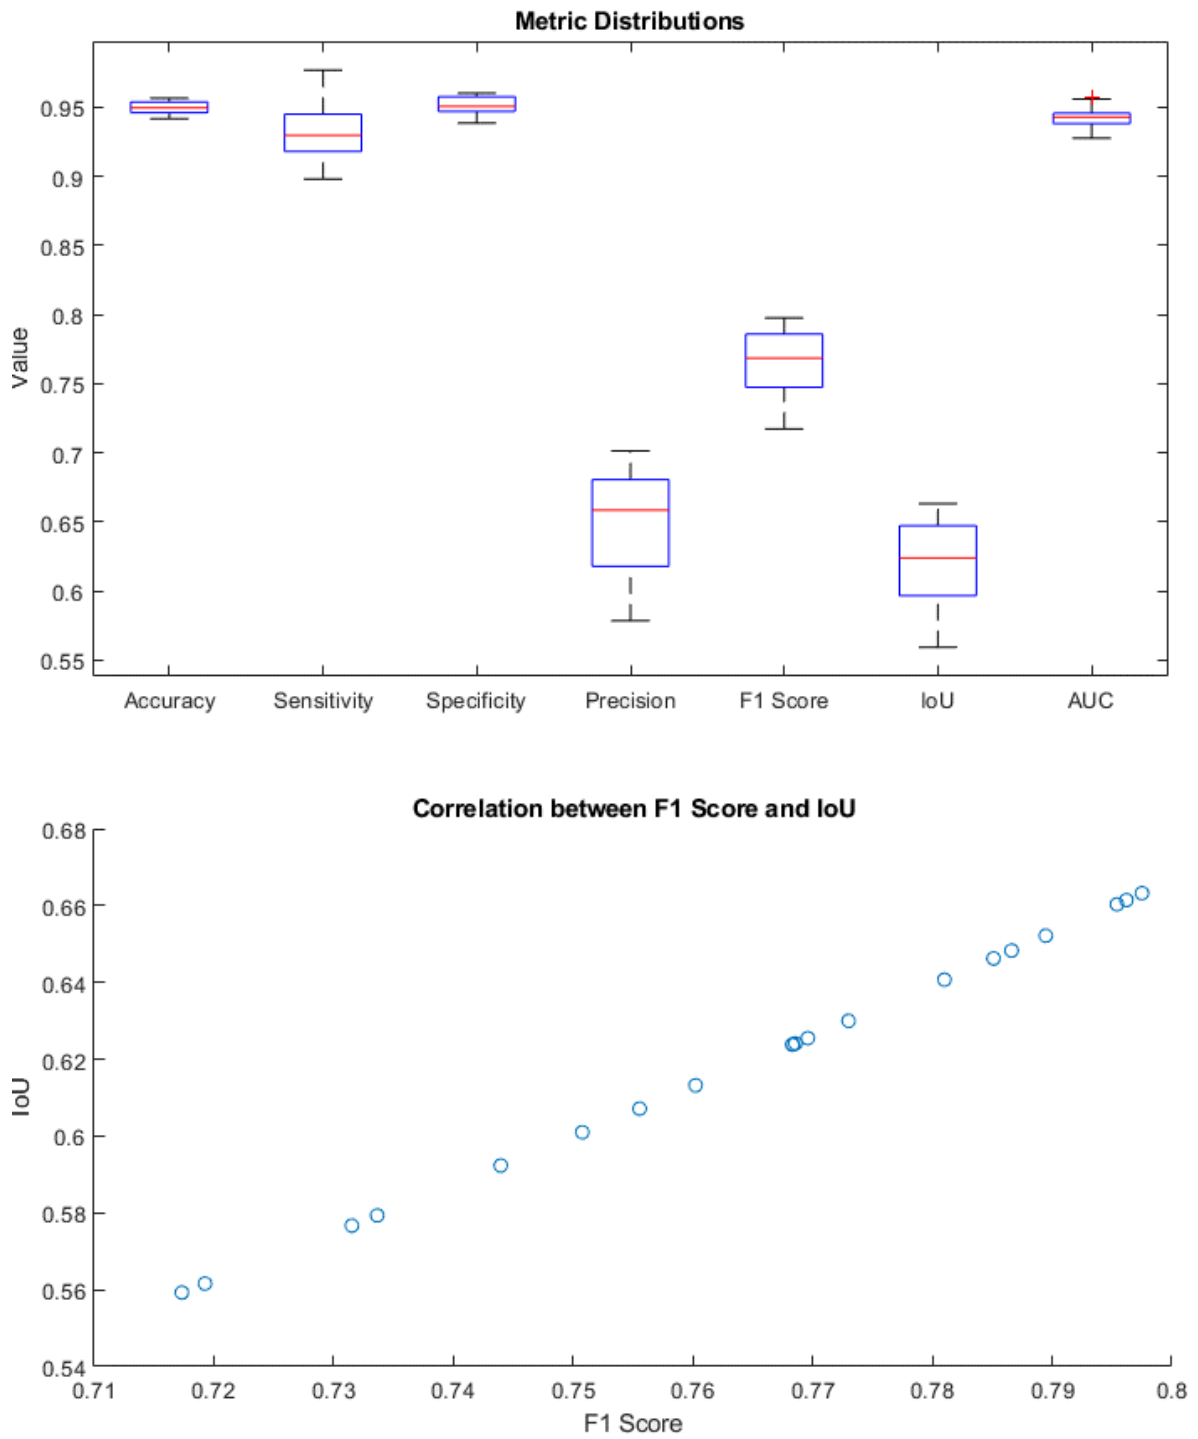 Metric Distributions
0.95
0.9
0.85
0.8
0.75
0.7
0.65
0.6
0.55
Value
Accuracy Sensitivity Specificity Precision F1 Score IoU AUC
Correlation between F1 Score and IoU
0.68
0.66
0.64
0.62
0.6
0.58
0.56
0.54
IoU
0.71 0.72 0.73 0.74 0.75 0.76 0.77 0.78 0.79 0.8
F1 Score